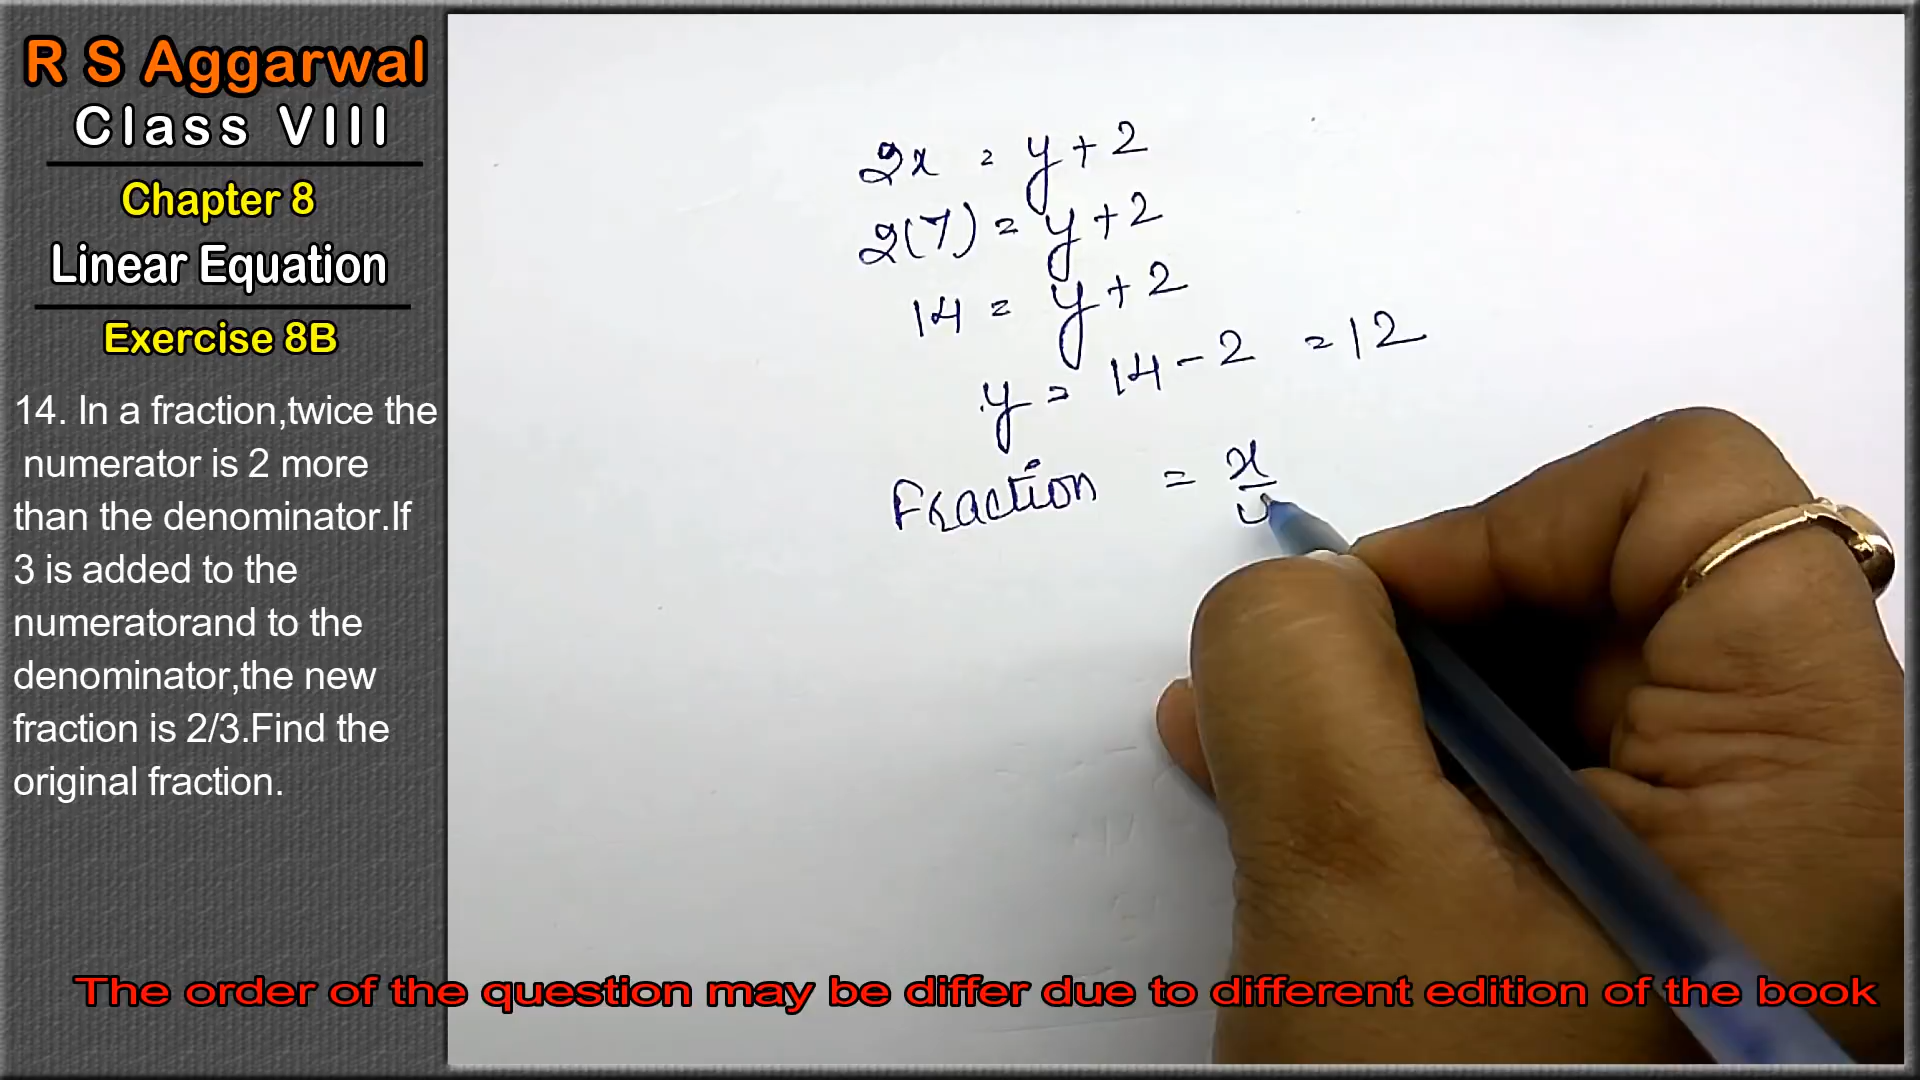 R S Aggarwal
Class VIII
Chapter 8
Linear Equation
Exercise 8B
14. In a fraction,twice the
numerator is 2 more
than the denominator.If
3 is added to the
numeratorand to the
denominator,the new
fraction is 2/3.Find the
original fraction.
2x = y + 2
2(7) = y + 2
14 = y + 2
y = 14 - 2 = 12
Fraction = x/
The order of the question may be differ due to different edition of the book